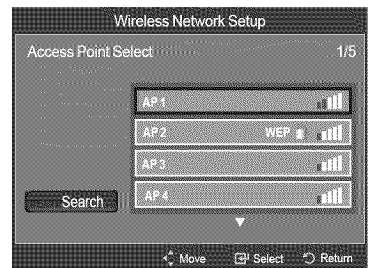 Wireless Network Setup
Access Point Select 1/5
AP 1
AP 2 WEP
AP 3
AP 4
Search
Move Select Return